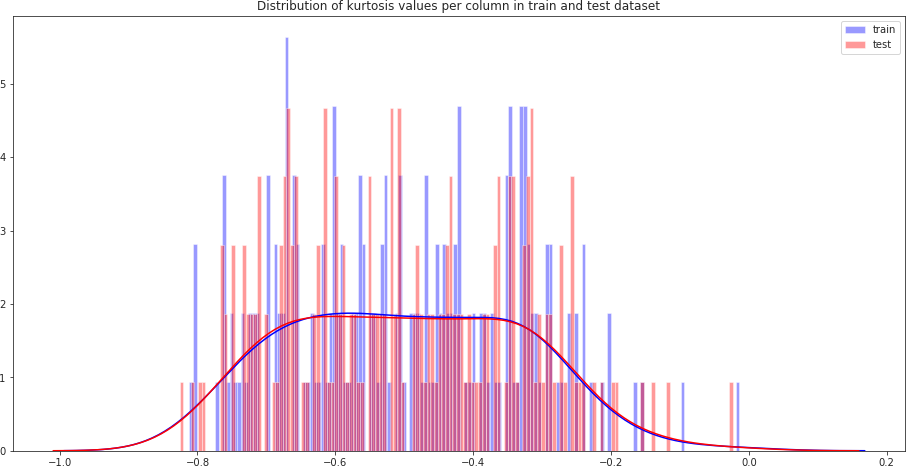 Distribution of kurtosis values per column in train and test dataset
train
test
5
4
3
2
1
0
−1.0 −0.8 −0.6 −0.4 −0.2 0.0 0.2